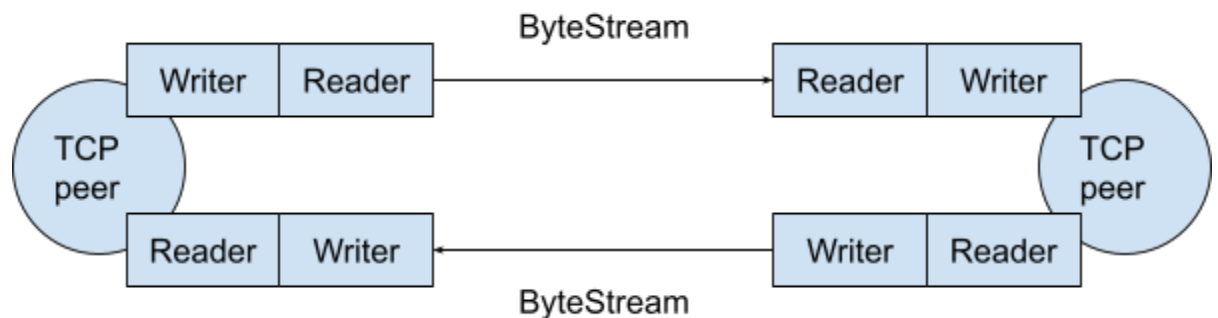 ByteStream
Writer Reader Reader Writer
TCP
peer
TCP
peer
Reader Writer Writer Reader
ByteStream